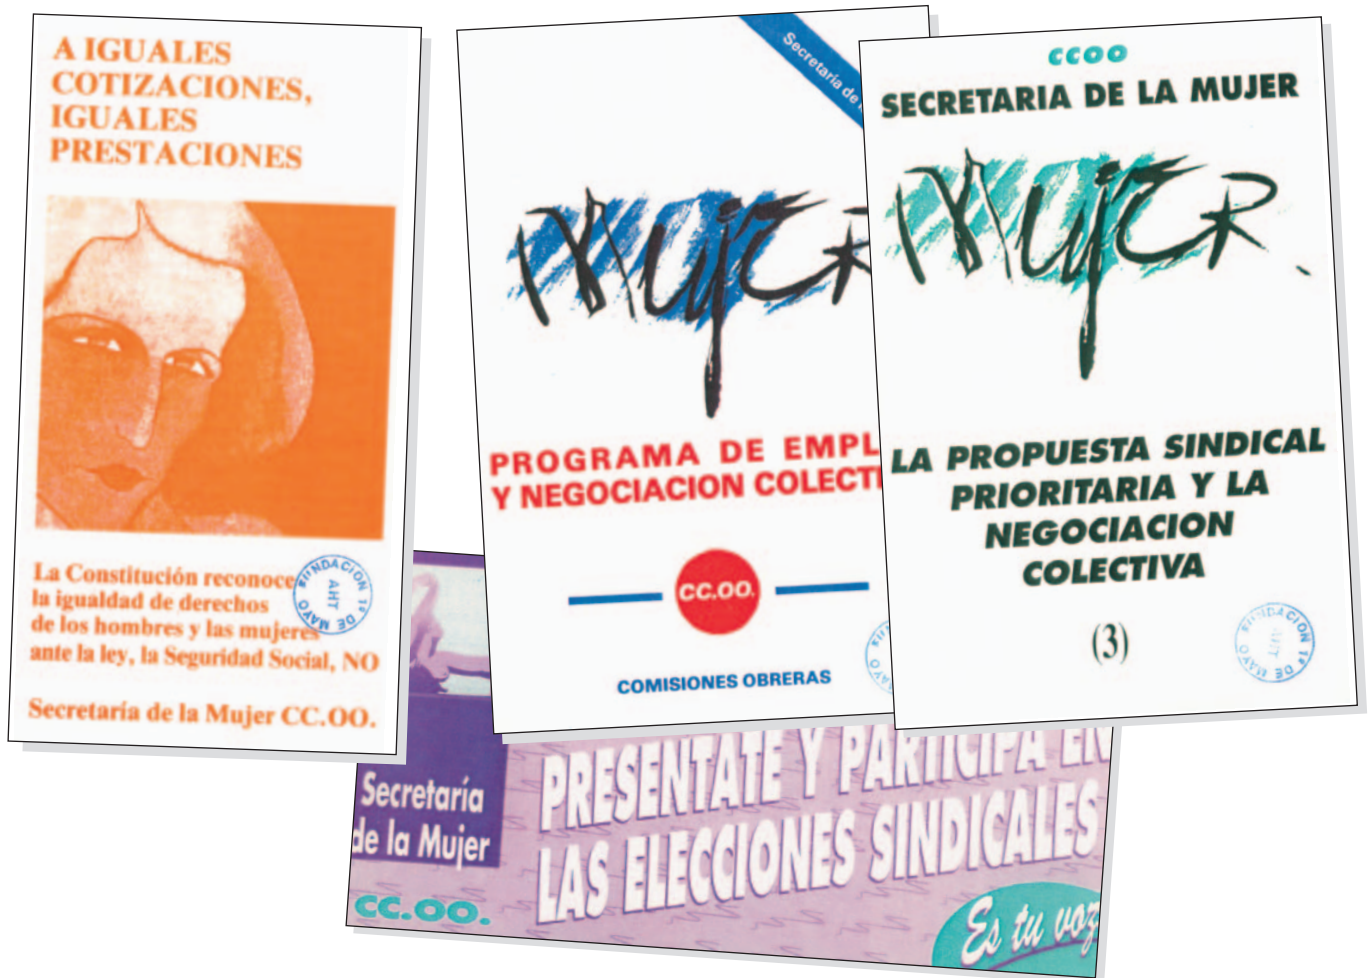 A IGUALES
COTIZACIONES,
IGUALES
PRESTACIONES
La Constitución reconoce
la igualdad de derechos
de los hombres y las mujeres
ante la ley, la Seguridad Social, NO
FUNDACION 1º DE MAYO
AHT
Secretaría de la Mujer CC.OO.
Secretaría de
MUJER
PROGRAMA DE EMPL
Y NEGOCIACION COLECTI
CC.OO.
COMISIONES OBRERAS
CCOO
SECRETARIA DE LA MUJER
MUJER.
LA PROPUESTA SINDICAL
PRIORITARIA Y LA
NEGOCIACION
COLECTIVA
(3)
FUNDACION 1º DE MAYO
AHT
Secretaría
de la Mujer
CC.OO.
PRESENTATE Y PARTICIPA EN
LAS ELECCIONES SINDICALES
Es tu voz